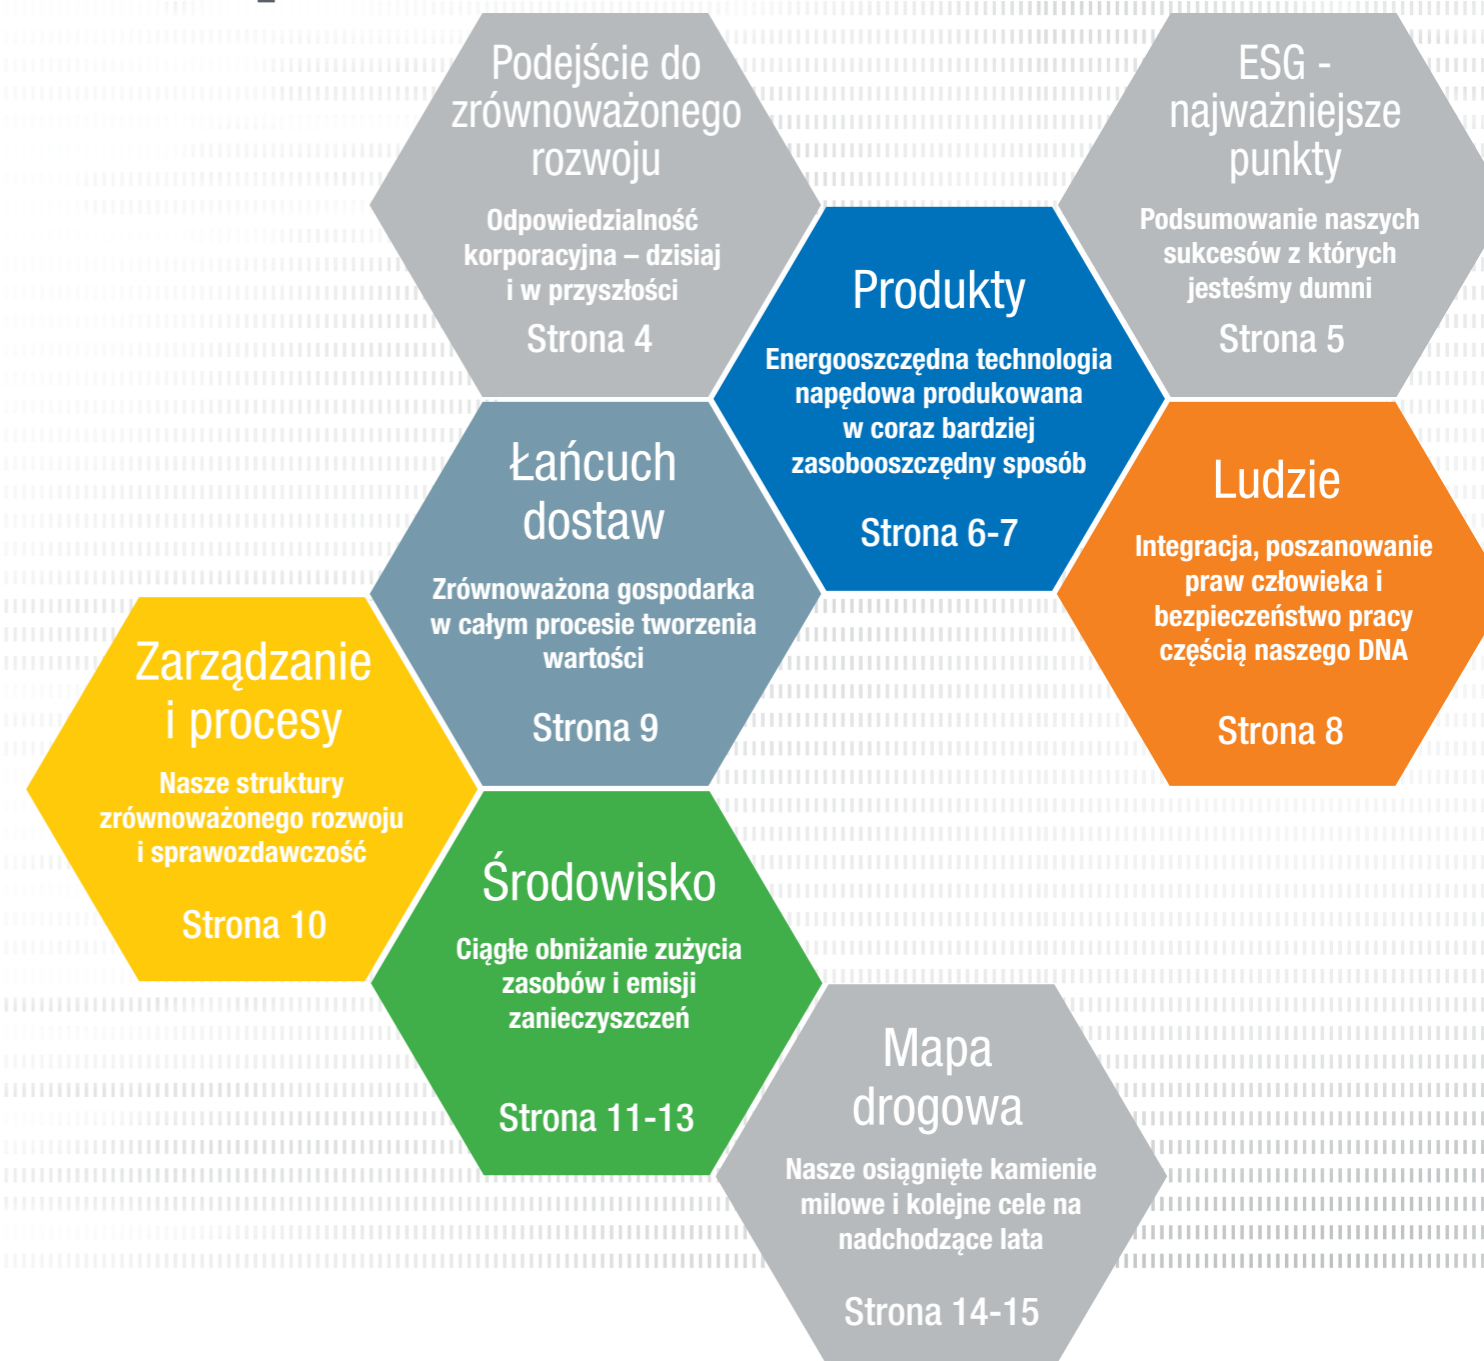 Podejście do
zrównoważonego
rozwoju
Odpowiedzialność
korporacyjna – dzisiaj
i w przyszłości
Strona 4
ESG -
najważniejsze
punkty
Podsumowanie naszych
sukcesów z których
jesteśmy dumni
Strona 5
Produkty
Energooszczędna technologia
napędowa produkowana
w coraz bardziej
zasobooszczędny sposób
Strona 6-7
Ludzie
Integracja, poszanowanie
praw człowieka i
bezpieczeństwo pracy
częścią naszego DNA
Strona 8
Łańcuch
dostaw
Zrównoważona gospodarka
w całym procesie tworzenia
wartości
Strona 9
Zarządzanie
i procesy
Nasze struktury
zrównoważonego rozwoju
i sprawozdawczość
Strona 10
Środowisko
Ciągłe obniżanie zużycia
zasobów i emisji
zanieczyszczeń
Strona 11-13
Mapa
drogowa
Nasze osiągnięte kamienie
milowe i kolejne cele na
nadchodzące lata
Strona 14-15